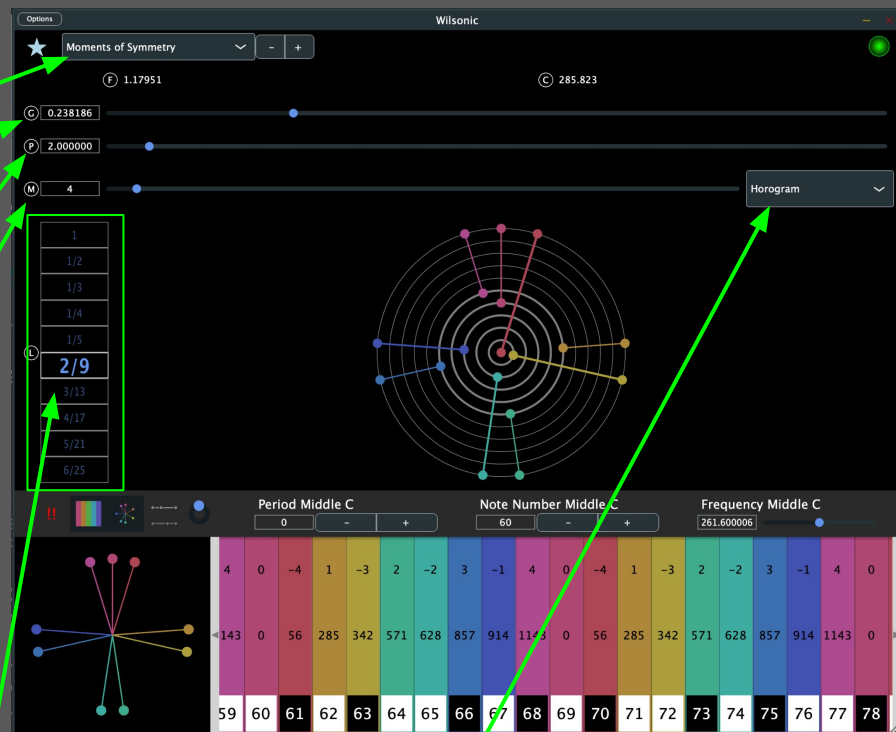 Options
Wilsonic
Moments of Symmetry
- +
F 1.17951
C 285.823
G 0.238186
P 2.000000
M 4
Horogram
1
1/2
1/3
1/4
1/5
L 2/9
3/13
4/17
5/21
6/25
!!
Period Middle C
0 - +
Note Number Middle C
60 - +
Frequency Middle C
261.600006
4 0 -4 1 -3 2 -2 3 -1 4 0 -4 1 -3 2 -2 3 -1 4 0
143 0 56 285 342 571 628 857 914 1143 0 56 285 342 571 628 857 914 1143 0
59 60 61 62 63 64 65 66 67 68 69 70 71 72 73 74 75 76 77 78